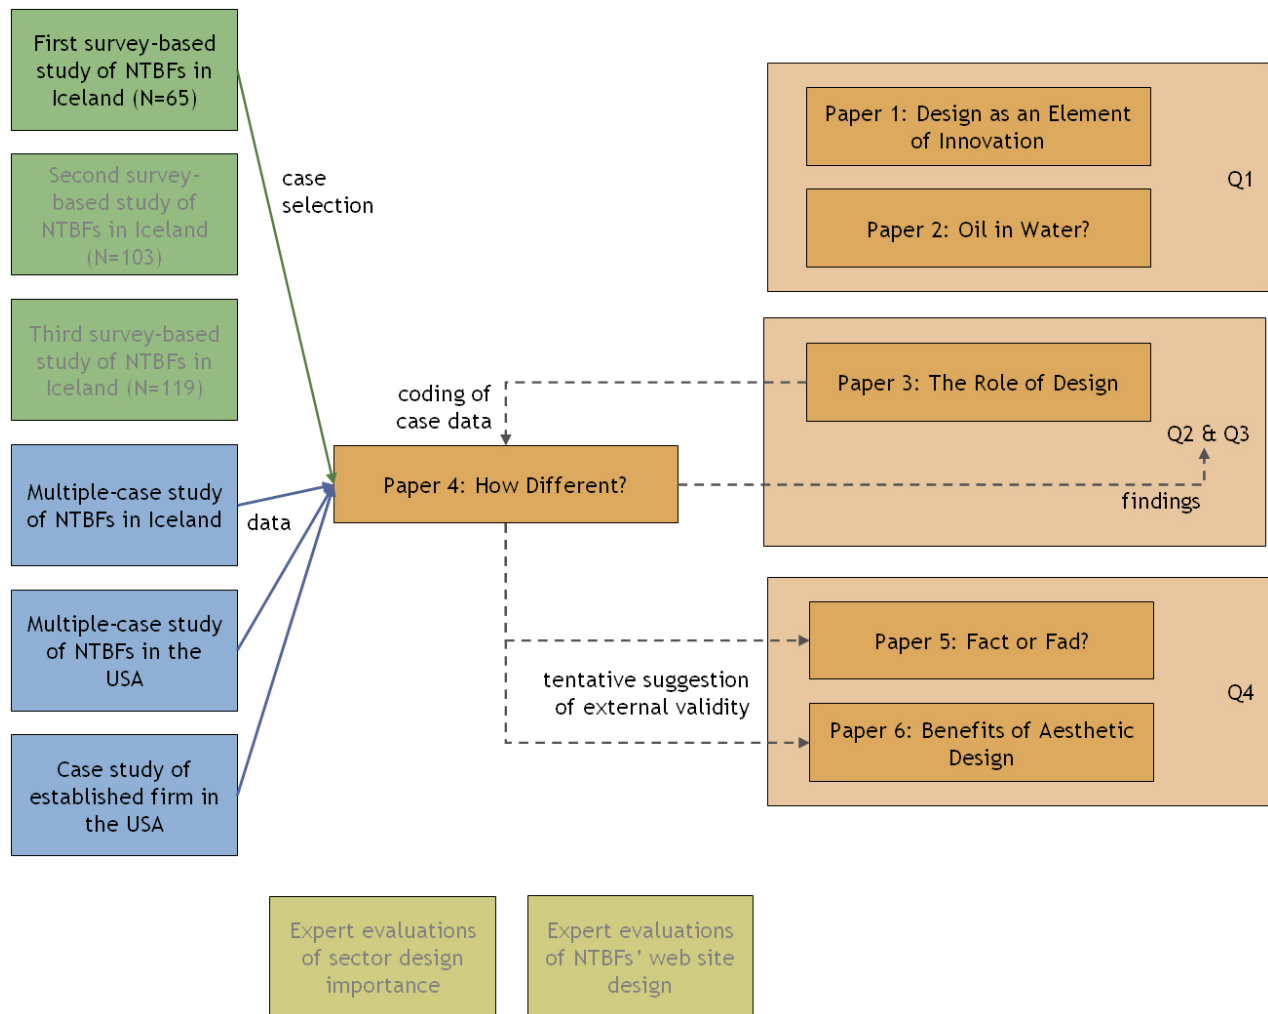 First survey-based
study of NTBFs in
Iceland (N=65)
Second survey-
based study of
NTBFs in Iceland
(N=103)
Third survey-based
study of NTBFs in
Iceland (N=119)
Multiple-case study
of NTBFs in Iceland
Multiple-case study
of NTBFs in the
USA
Case study of
established firm in
the USA
case
selection
data
coding of
case data
Paper 4: How Different?
tentative suggestion
of external validity
findings
Paper 1: Design as an Element
of Innovation
Paper 2: Oil in Water?
Q1
Paper 3: The Role of Design
Q2 & Q3
Paper 5: Fact or Fad?
Paper 6: Benefits of Aesthetic
Design
Q4
Expert evaluations
of sector design
importance
Expert evaluations
of NTBFs’ web site
design